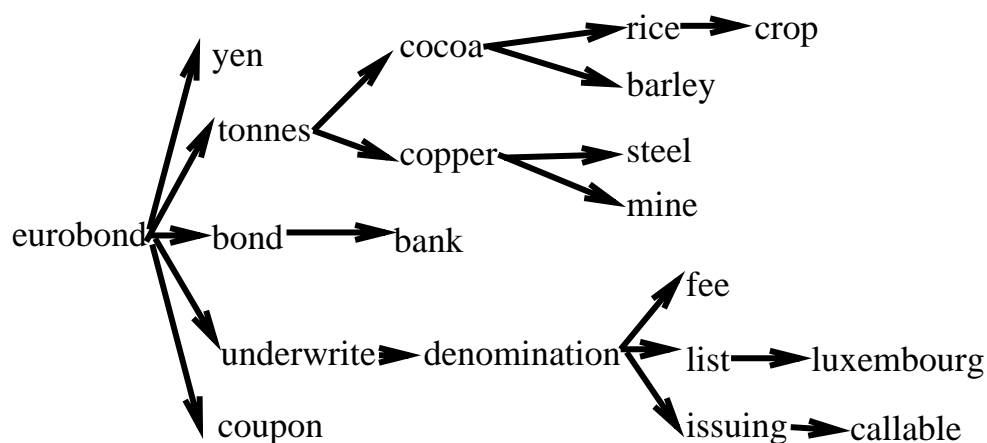 rice crop
cocoa
yen
barley
tonnes
copper steel
mine
eurobond bond bank
fee
underwrite denomination
list luxembourg
coupon issuing callable